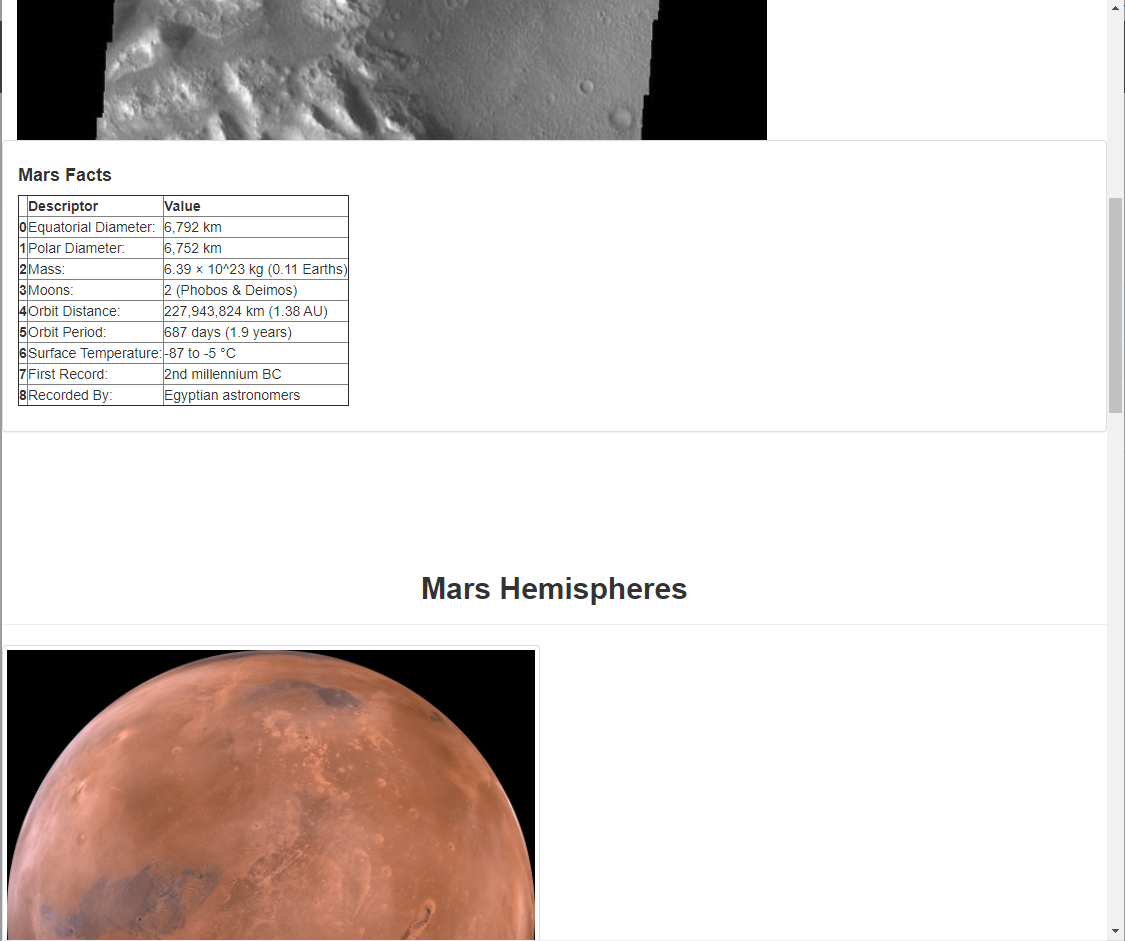 Mars Facts
Descriptor Value
0 Equatorial Diameter: 6,792 km
1 Polar Diameter: 6,752 km
2 Mass: 6.39 × 10^23 kg (0.11 Earths)
3 Moons: 2 (Phobos & Deimos)
4 Orbit Distance: 227,943,824 km (1.38 AU)
5 Orbit Period: 687 days (1.9 years)
6 Surface Temperature: -87 to -5 °C
7 First Record: 2nd millennium BC
8 Recorded By: Egyptian astronomers
Mars Hemispheres